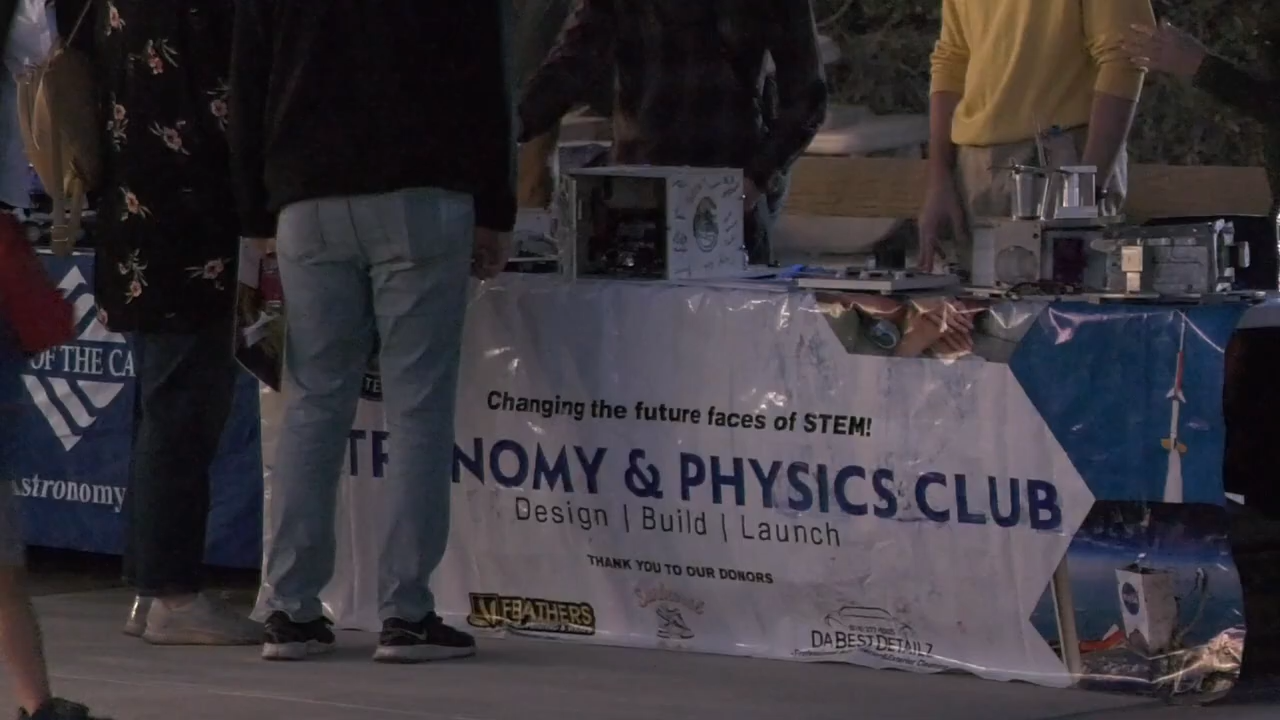 OF THE CA
Astronomy
Changing the future faces of STEM!
TR NOMY & PHYSICS CLUB
Design | Build | Launch
THANK YOU TO OUR DONORS
FEATHERS
DA BEST DETAILZ